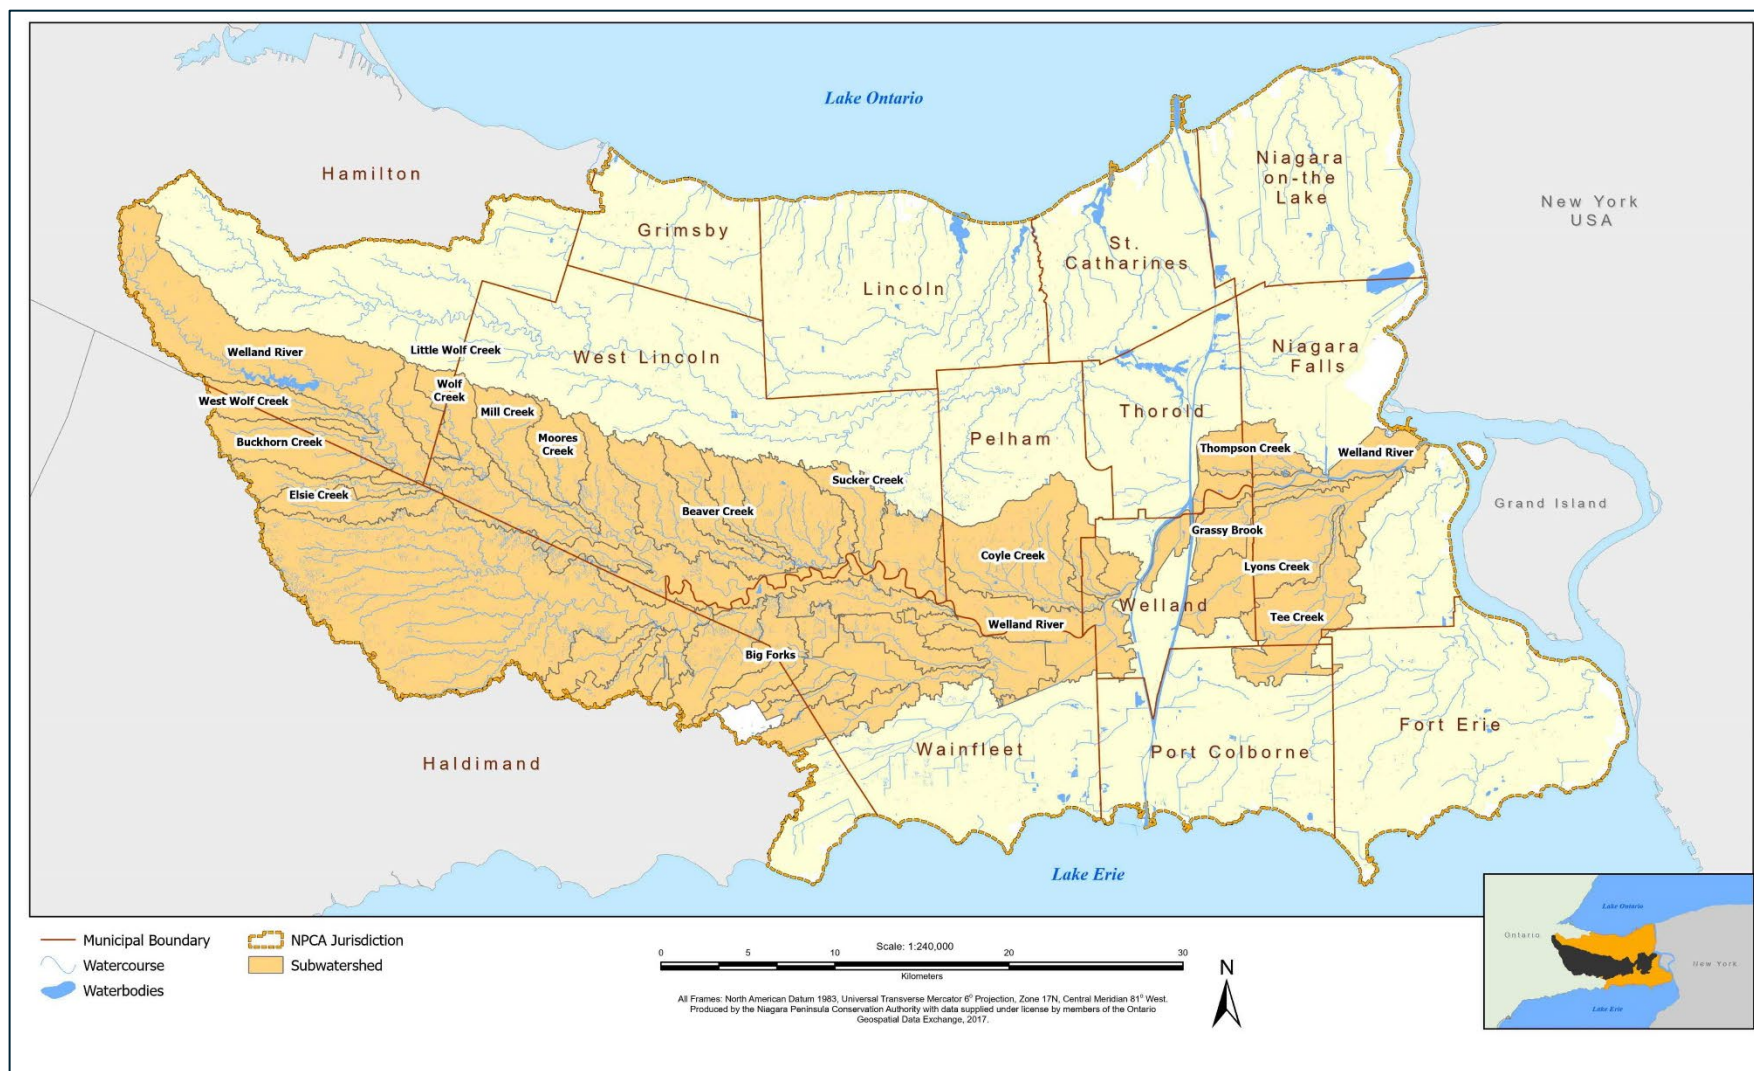 Lake Ontario
Hamilton
Niagara
on-the
Lake
New York
USA
Grimsby
St.
Catharines
Lincoln
West Lincoln
Niagara
Falls
Welland River
Little Wolf Creek
Wolf
Creek
West Wolf Creek
Mill Creek
Thorold
Pelham
Buckhorn Creek
Moores
Creek
Thompson Creek
Welland River
Sucker Creek
Elsie Creek
Beaver Creek
Grand Island
Grassy Brook
Coyle Creek
Lyons Creek
Welland
Tee Creek
Welland River
Big Forks
Fort Erie
Wainfleet
Port Colborne
Haldimand
Lake Erie
Municipal Boundary
Watercourse
Waterbodies
NPCA Jurisdiction
Subwatershed
Scale: 1:240,000
0 5 10 20 30
Kilometers
All Frames: North American Datum 1983, Universal Transverse Mercator 6° Projection, Zone 17N, Central Meridian 81° West.
Produced by the Niagara Peninsula Conservation Authority with data supplied under license by members of the Ontario
Geospatial Data Exchange, 2017.
N
Lake Ontario
Ontario
New York
Lake Erie